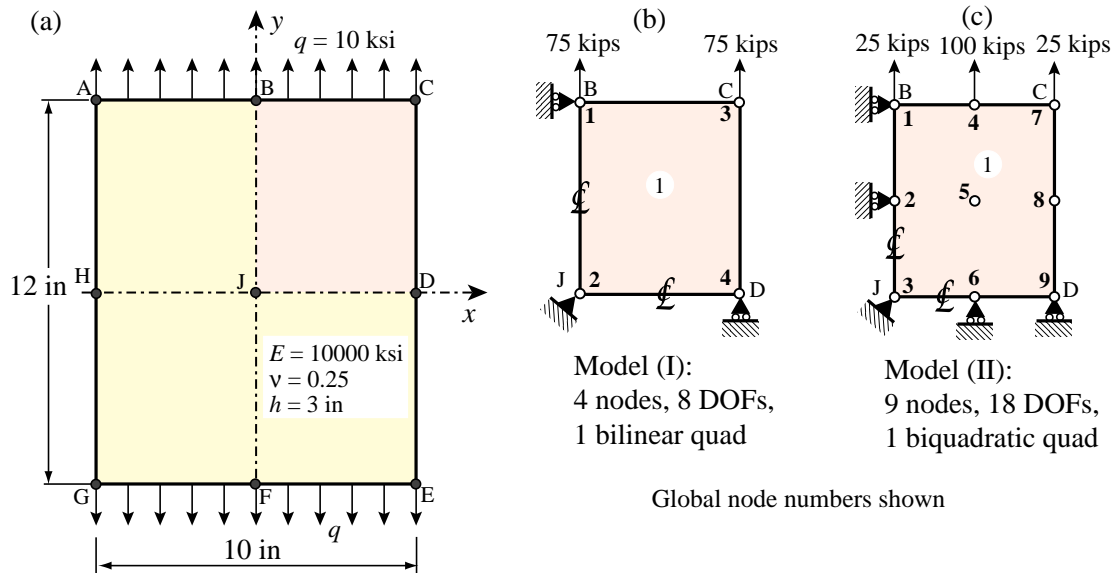 (a)
y
q = 10 ksi
A
B
C
12 in
H
J
D
x
E = 10000 ksi
ν = 0.25
h = 3 in
G
F
E
q
10 in
(b)
75 kips
75 kips
B
C
1
3
1
℄
J
2
4
D
℄
Model (I):
4 nodes, 8 DOFs,
1 bilinear quad
(c)
25 kips
100 kips
25 kips
B
C
1
4
7
1
2
5
8
℄
J
3
6
9
D
℄
Model (II):
9 nodes, 18 DOFs,
1 biquadratic quad
Global node numbers shown